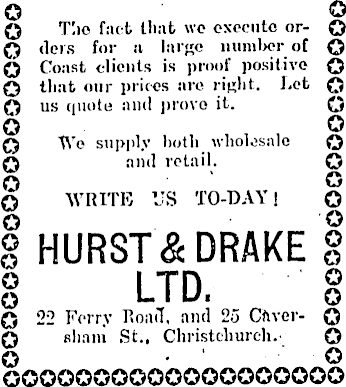 The fact that we execute or-
ders for a large number of
Coast clients is proof positive
that our prices are right. Let
us quote and prove it.
We supply both wholesale
and retail.
WRITE US TO-DAY!
HURST & DRAKE
LTD.
22 Ferry Road, and 25 Caver-
sham St., Christchurch.